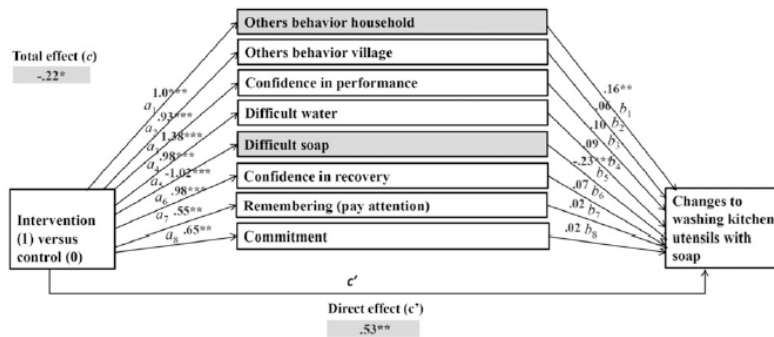 Others behavior household
Total effect (c)
-.22*
Others behavior village
Confidence in performance
Difficult water
Difficult soap
Confidence in recovery
Remembering (pay attention)
Commitment
a₁ 1.0***
a₂ .93***
a₃ 1.38***
a₄ .98***
a₅ -1.02***
a₆ .98***
a₇ .55**
a₈ .65**
.16**
.06 b₁
.10 b₂
.09 b₃
-.23** b₄
b₅
.07 b₆
.02 b₇
.02 b₈
Intervention
(1) versus
control (0)
Changes to
washing kitchen
utensils with
soap
c'
Direct effect (c')
.53**